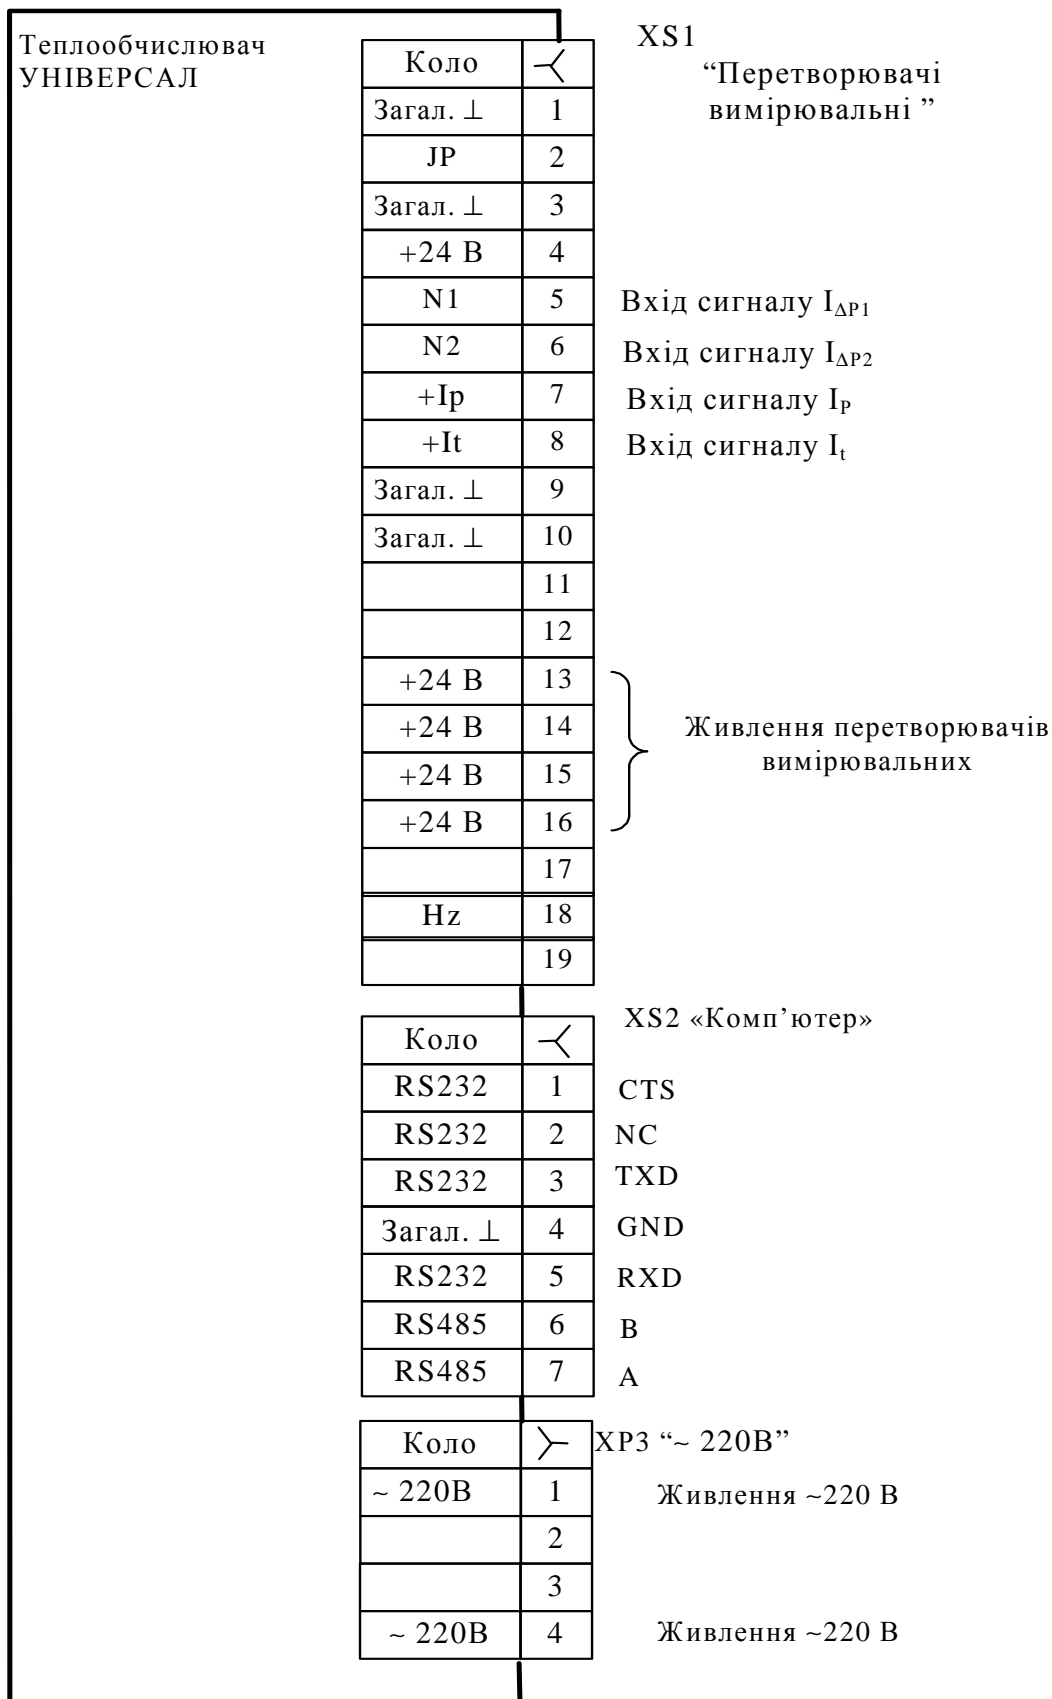 Теплообчислювач
УНІВЕРСАЛ
XS1
“Перетворювачі
вимірювальні ”
Коло
Загал. ⊥ 1
JP 2
Загал. ⊥ 3
+24 В 4
N1 5 Вхід сигналу I∆P1
N2 6 Вхід сигналу I∆P2
+Ip 7 Вхід сигналу IP
+It 8 Вхід сигналу It
Загал. ⊥ 9
Загал. ⊥ 10
11
12
+24 В 13
+24 В 14
+24 В 15
+24 В 16
Живлення перетворювачів
вимірювальних
17
Hz 18
19
XS2 «Комп’ютер»
Коло
RS232 1 CTS
RS232 2 NC
RS232 3 TXD
Загал. ⊥ 4 GND
RS232 5 RXD
RS485 6 B
RS485 7 A
Коло XP3 “~ 220В”
~ 220В 1 Живлення ~220 В
2
3
~ 220В 4 Живлення ~220 В